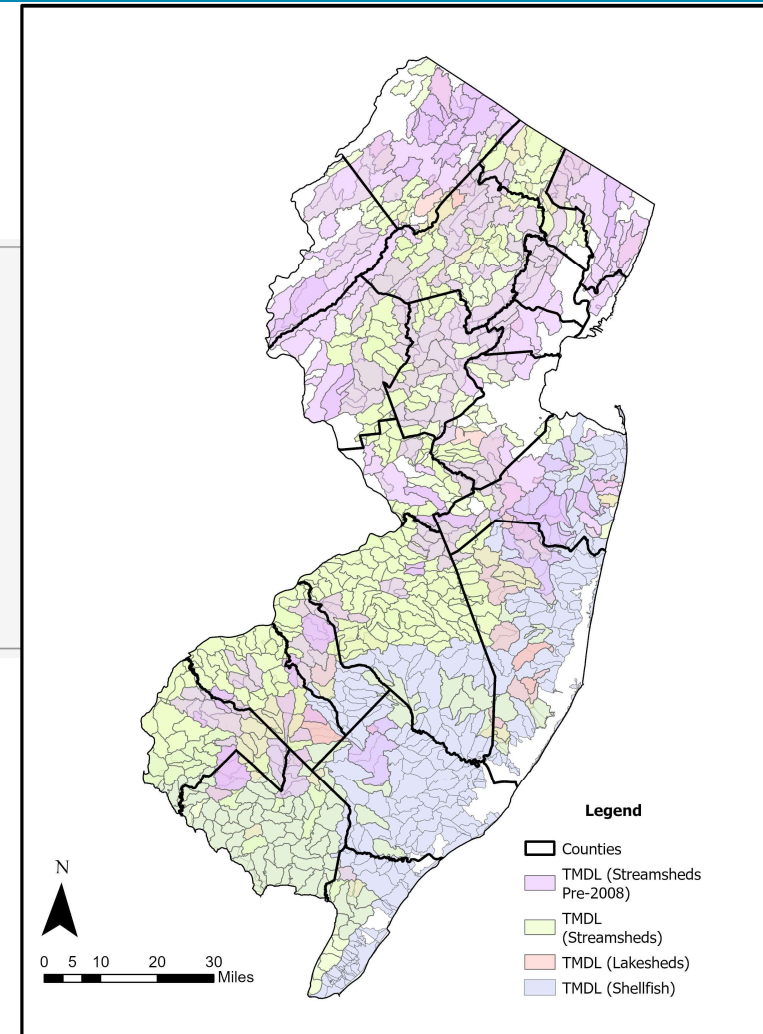 Legend
Counties
TMDL (Streamsheds
Pre-2008)
TMDL
(Streamsheds)
TMDL (Lakesheds)
TMDL (Shellfish)
N
0 5 10 20 30
Miles